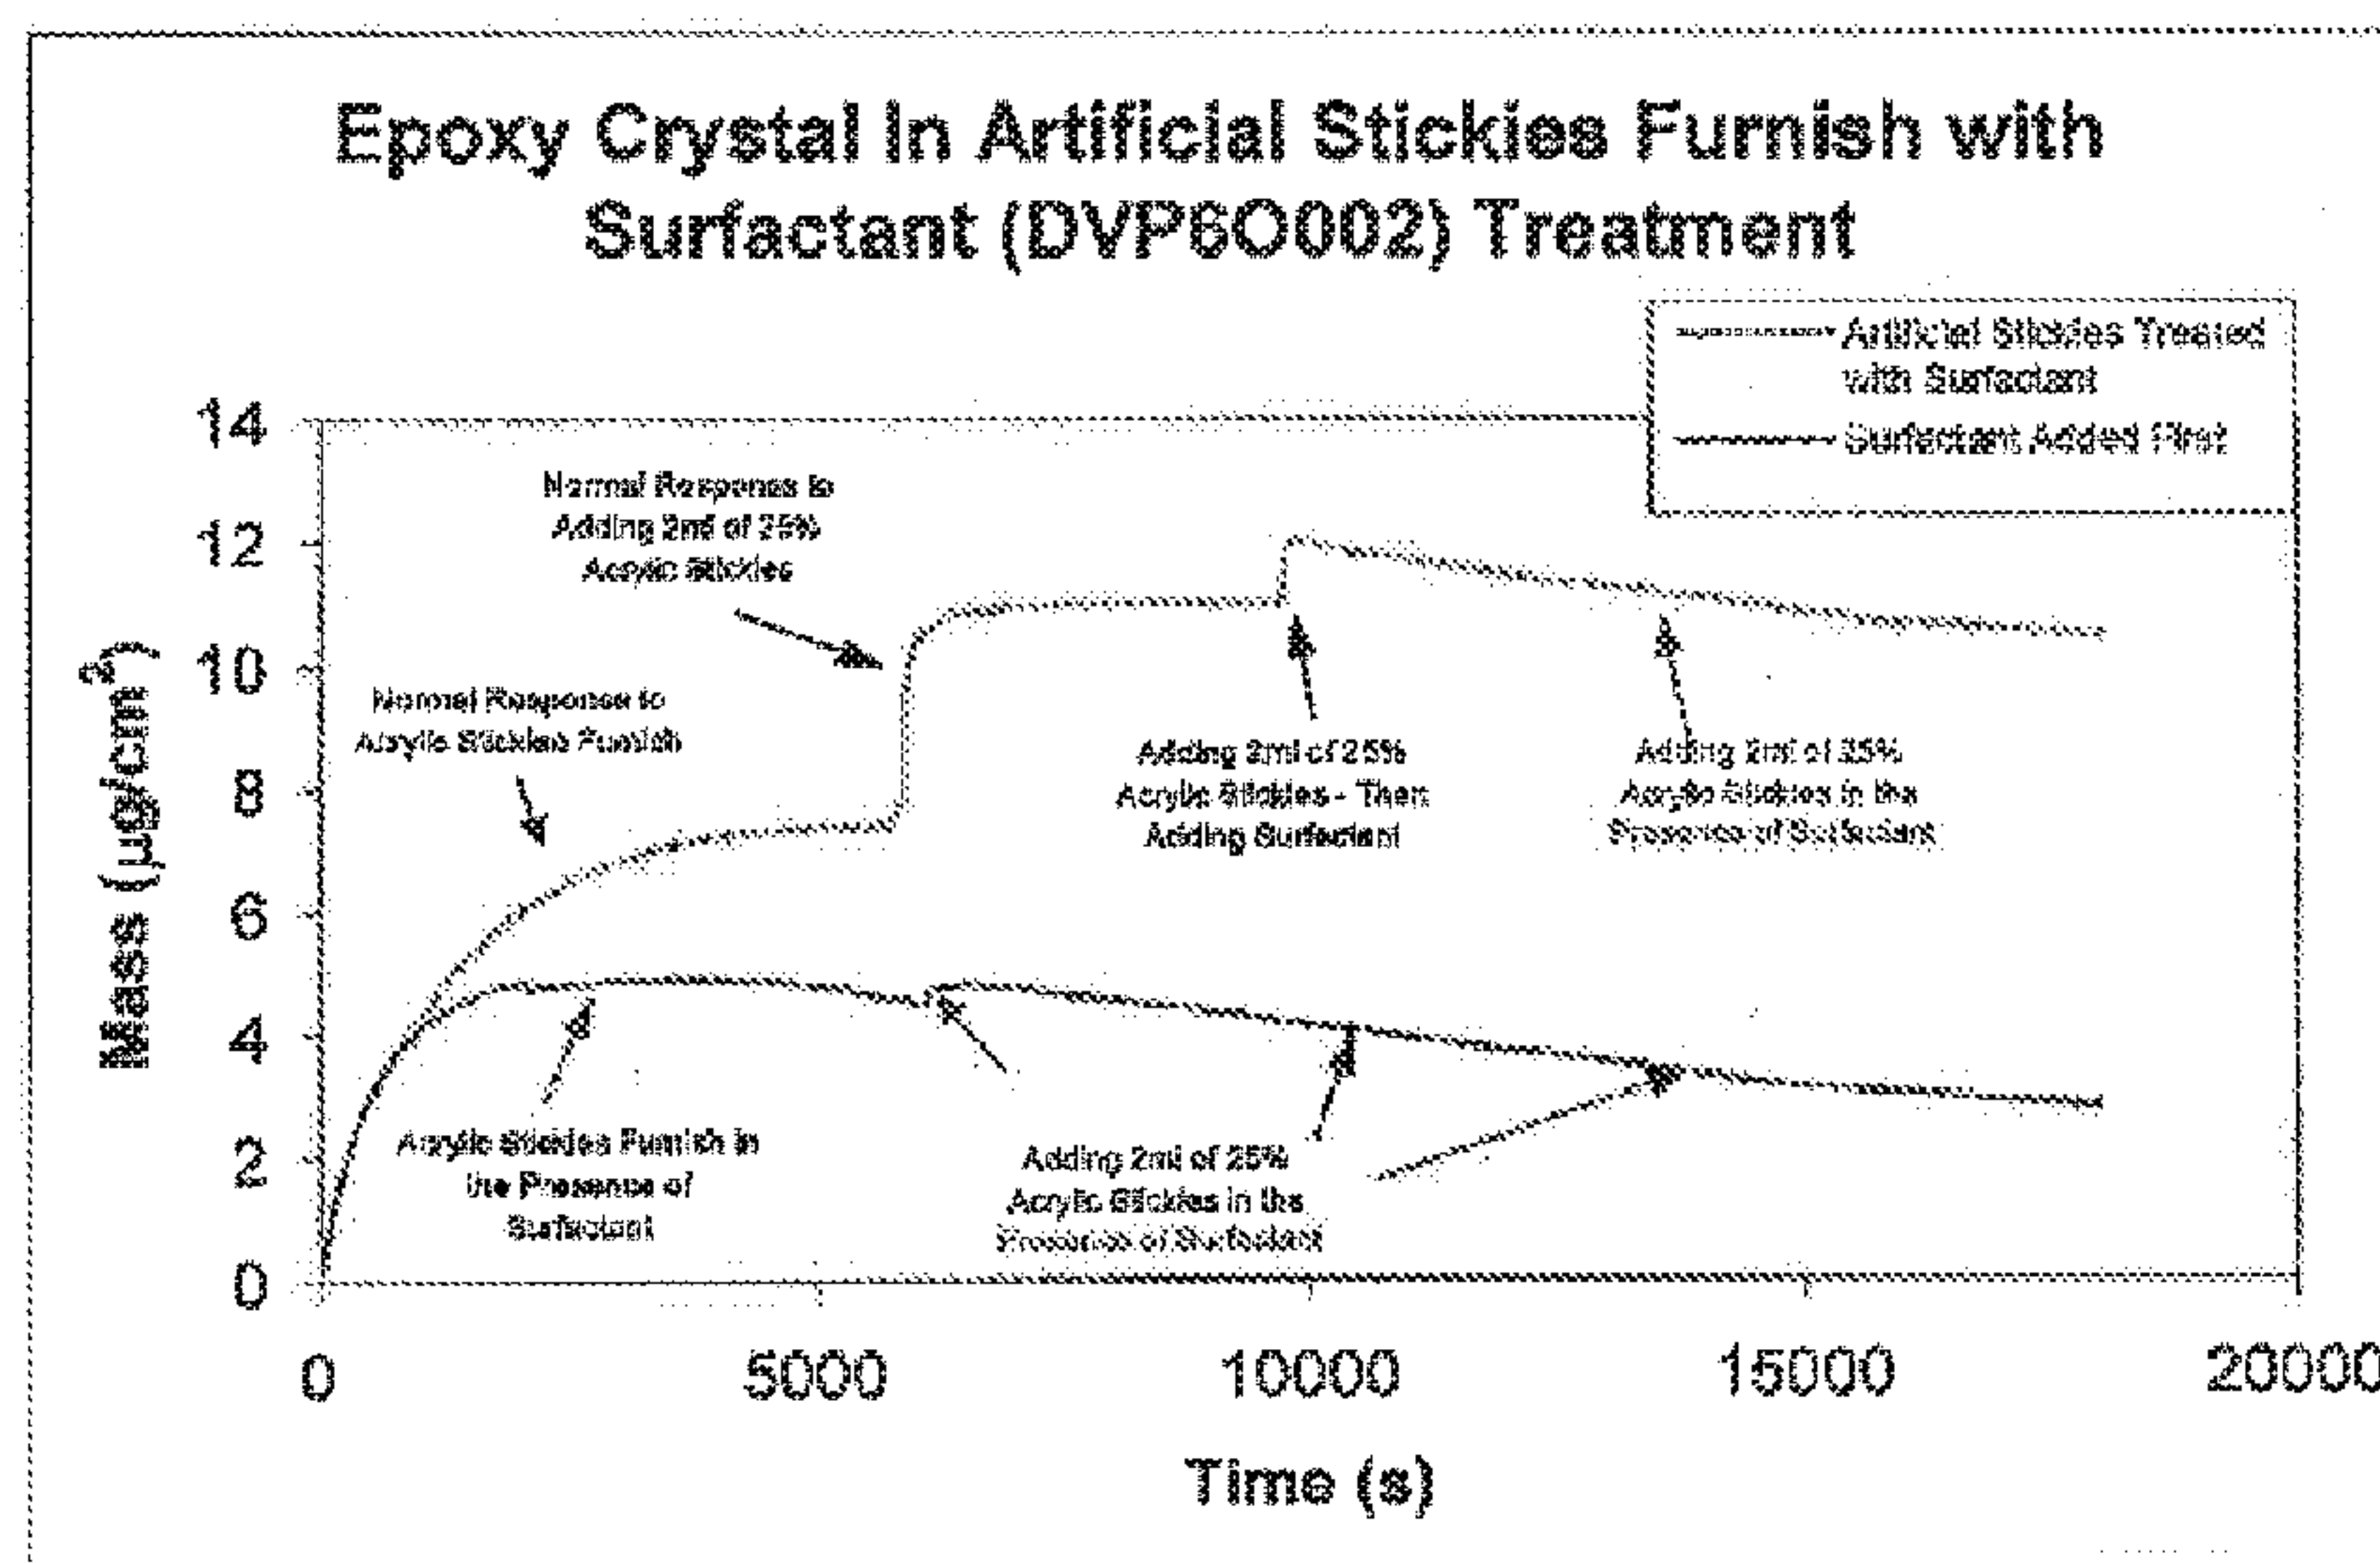 Epoxy Crystal In Artificial Stickies Furnish with
Surfactant (DVP6O002) Treatment
Artificial Stickies Treated
with Surfactant
Surfactant Added First
14
12
10
8
6
4
2
0
Mass (µg/cm²)
Normal Response to
Adding 2ml of 25%
Acrylic Stickies
Normal Response to
Acrylic Stickies Furnish
Adding 2ml of 25%
Acrylic Stickies - Then
Adding Surfactant
Adding 2ml of 25%
Acrylic Stickies in the
Presence of Surfactant
Acrylic Stickies Furnish in
the Presence of
Surfactant
Adding 2ml of 25%
Acrylic Stickies in the
Presence of Surfactant
0
5000
10000
15000
20000
Time (s)